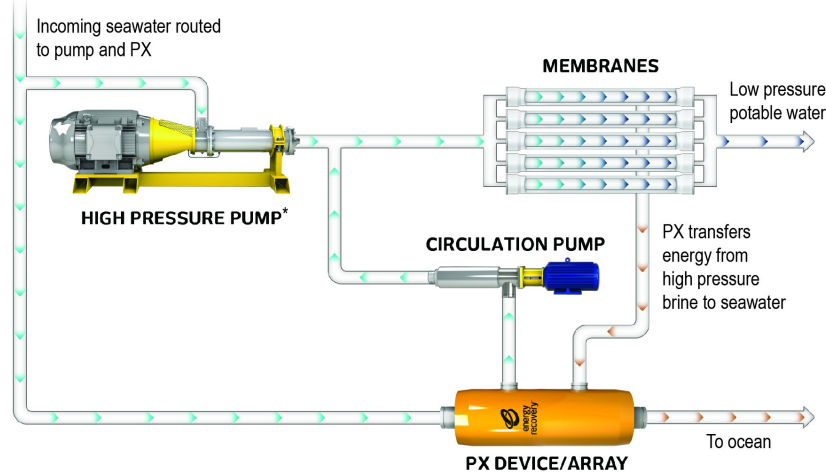 Incoming seawater routed
to pump and PX
MEMBRANES
Low pressure
potable water
HIGH PRESSURE PUMP*
CIRCULATION PUMP
PX transfers
energy from
high pressure
brine to seawater
energy
recovery
To ocean
PX DEVICE/ARRAY